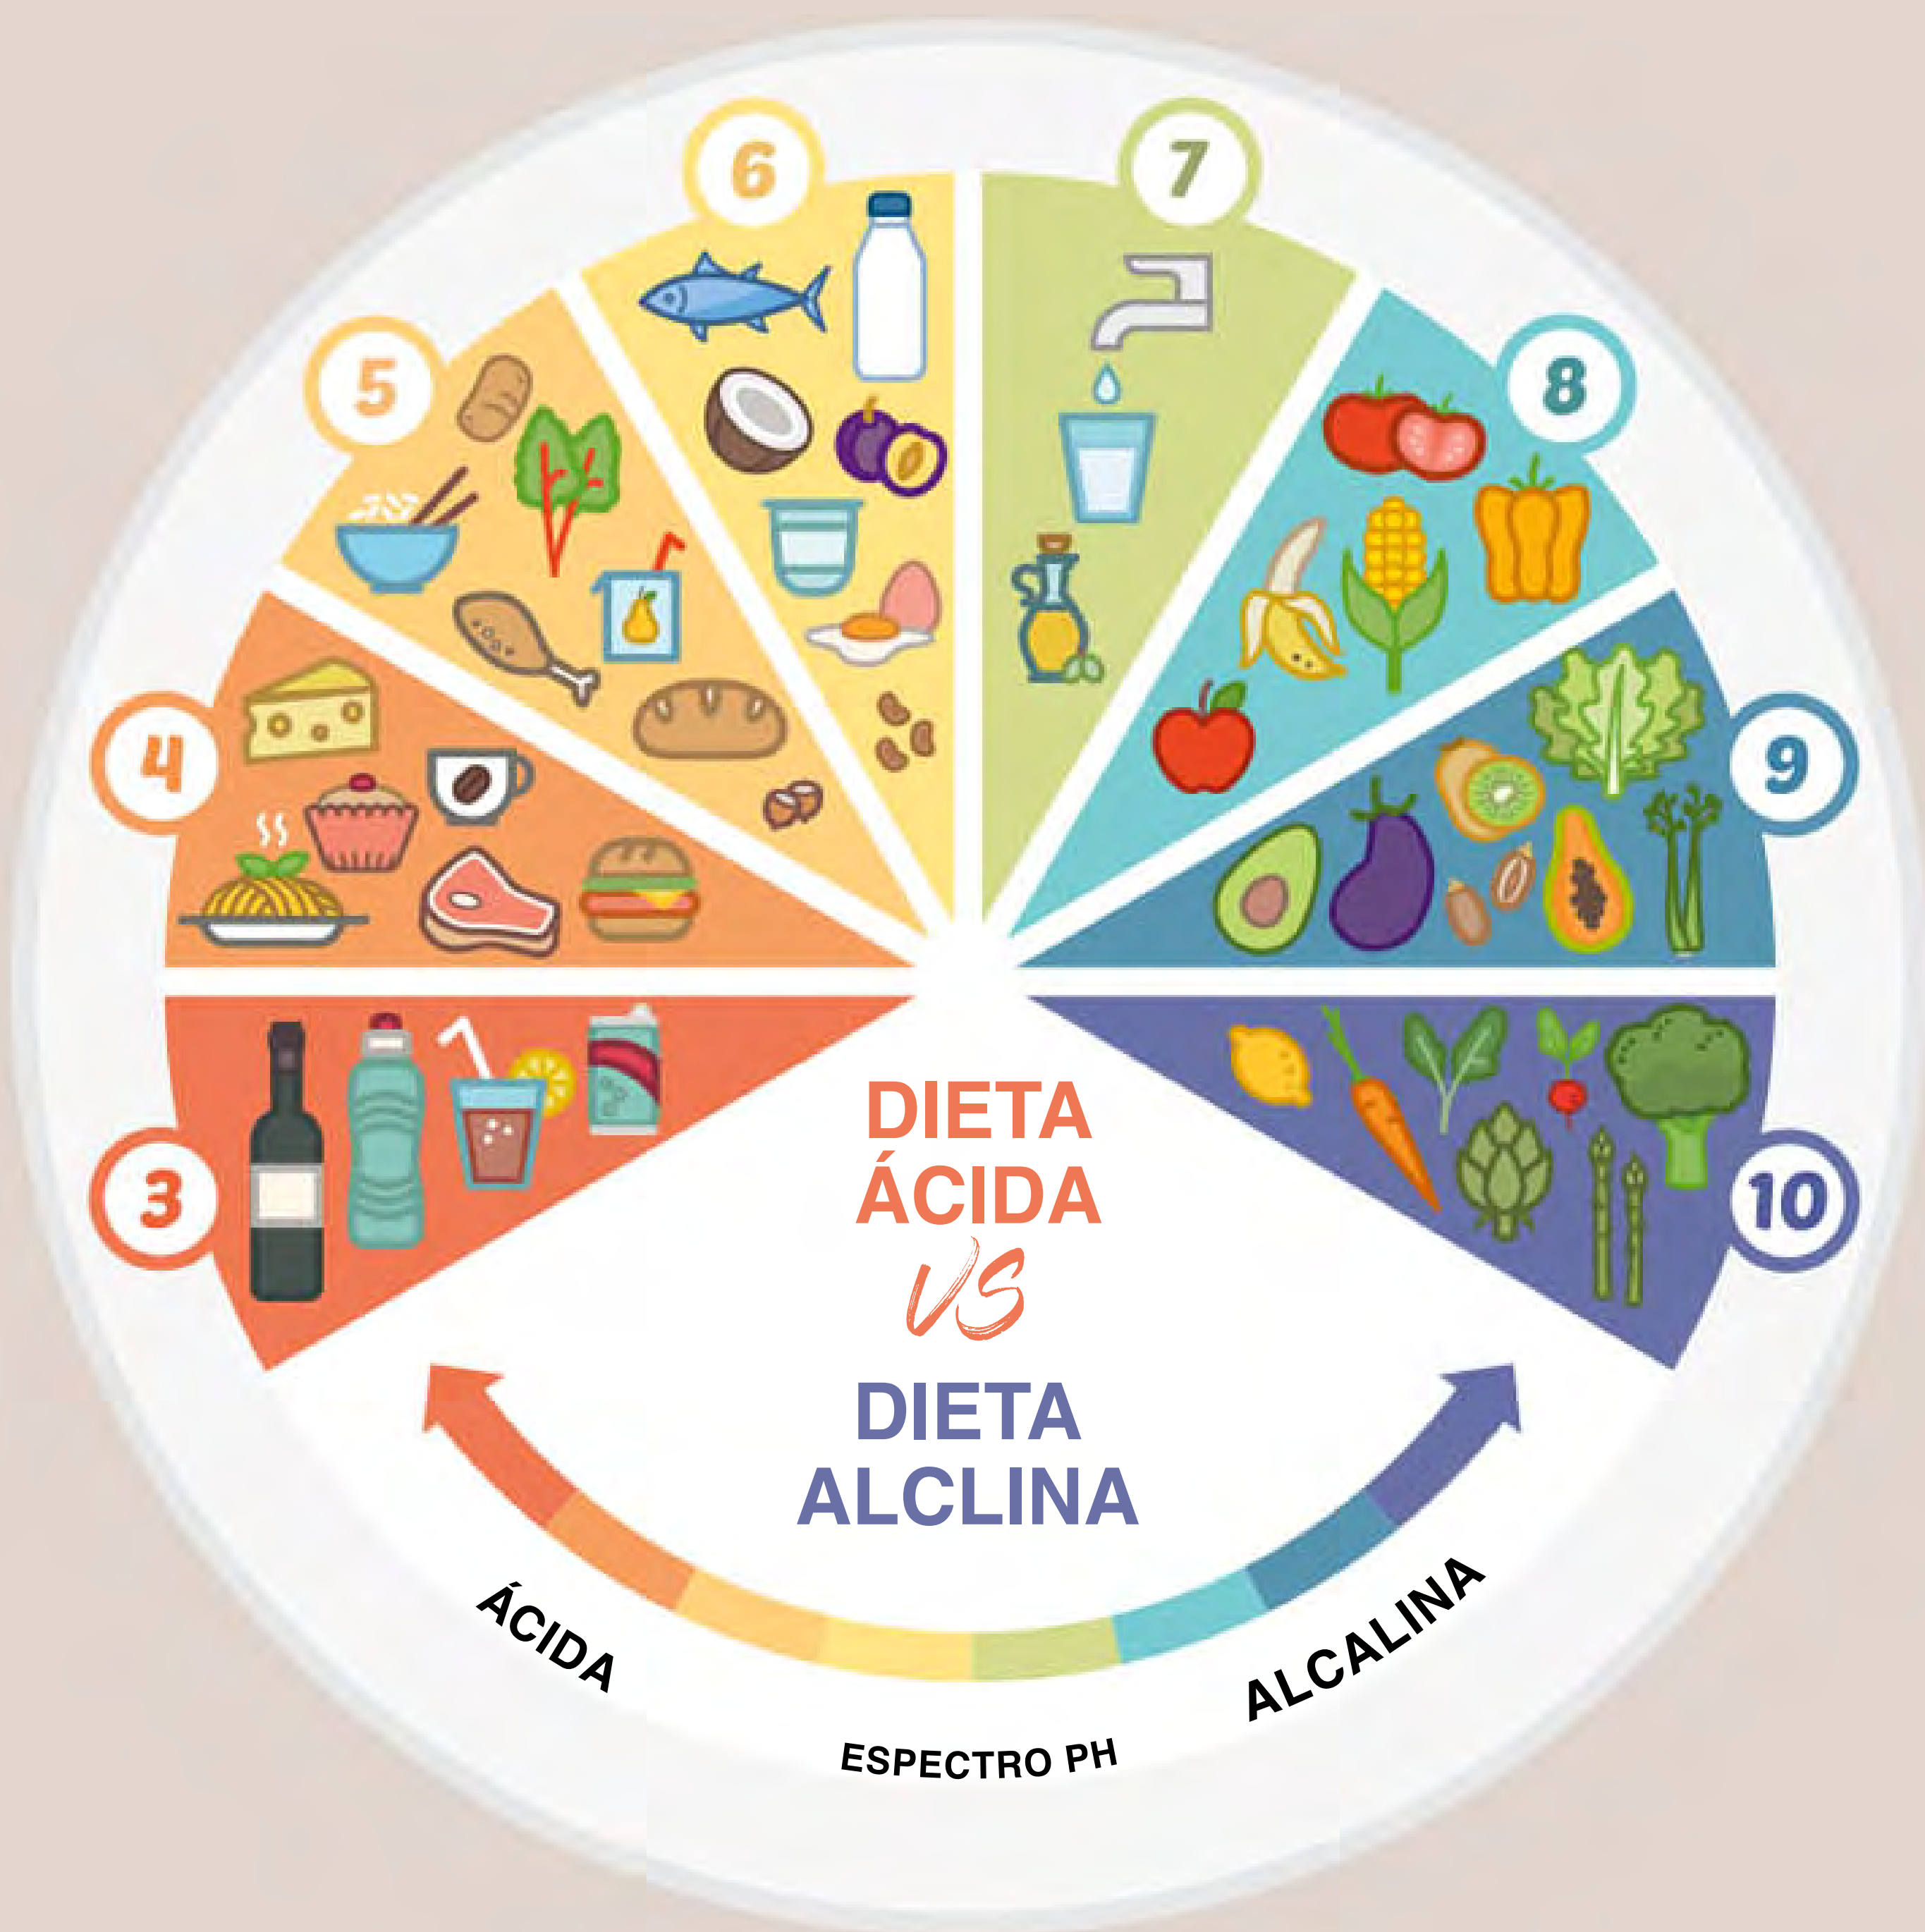 6
7
5
8
4
9
3
10
DIETA
ÁCIDA
VS
DIETA
ALCLINA
ÁCIDA
ALCALINA
ESPECTRO PH